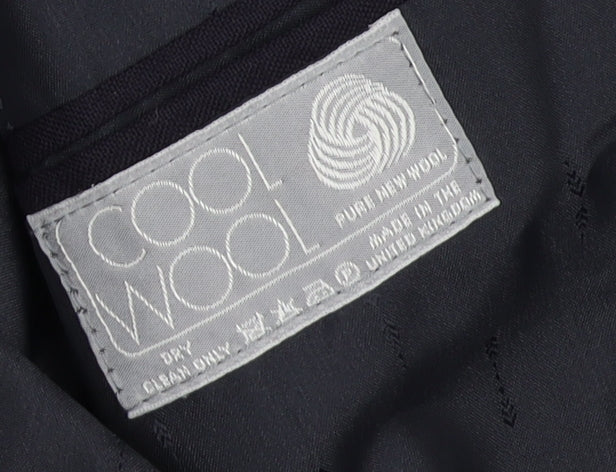 COOL
WOOL
PURE NEW WOOL
MADE IN THE
UNITED KINGDOM
DRY
CLEAN ONLY
P